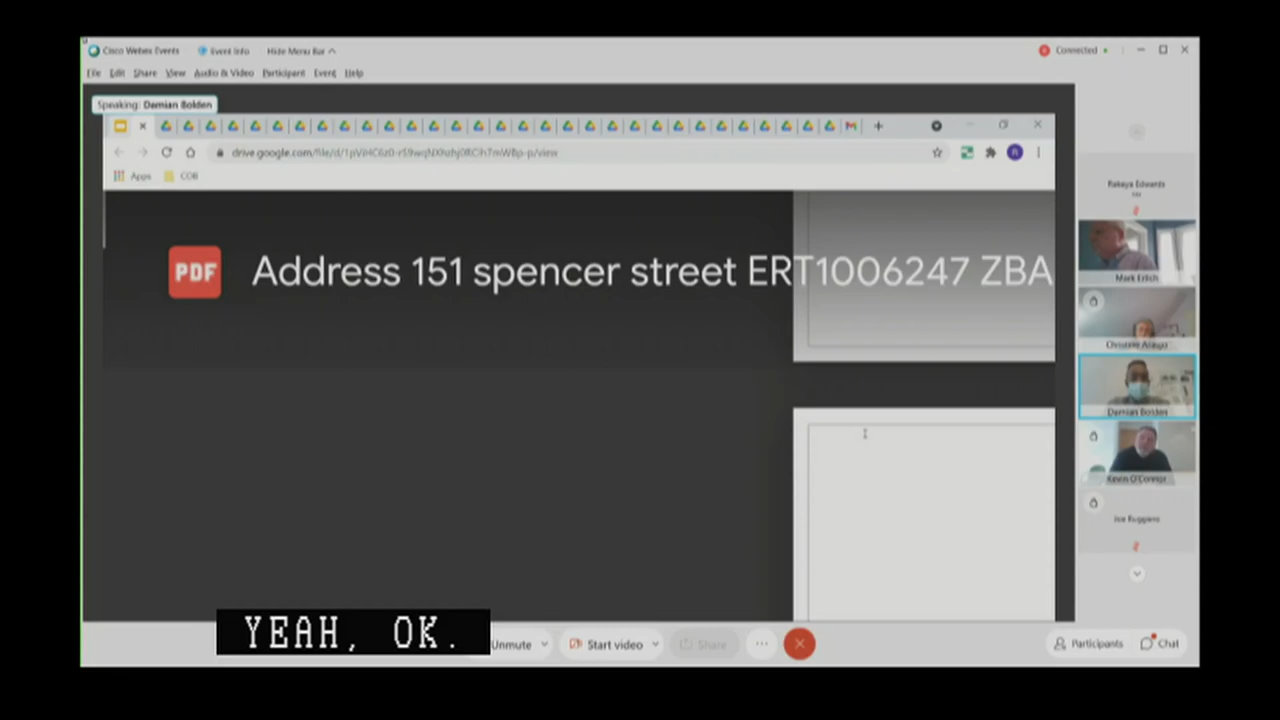 Cisco Webex Events Event Info Hide Menu Bar Connected
File Edit Share View Audio & Video Participant Event Help
Speaking: Damian Bolden
Apps COB
PDF Address 151 spencer street ERT1006247 ZBA
Rakeya Edwards
Me
Mark Erlich
Christine Araujo
Damian Bolden
Kevin O'Connor
Joe Ruggiero
YEAH, OK.
Unmute Start video Share
Participants Chat